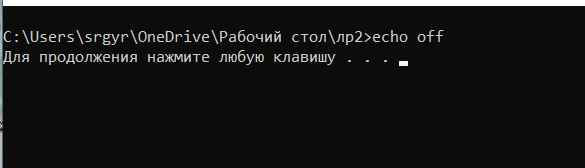 C:\Users\srgyr\OneDrive\Рабочий стол\лр2>echo off
Для продолжения нажмите любую клавишу . . .